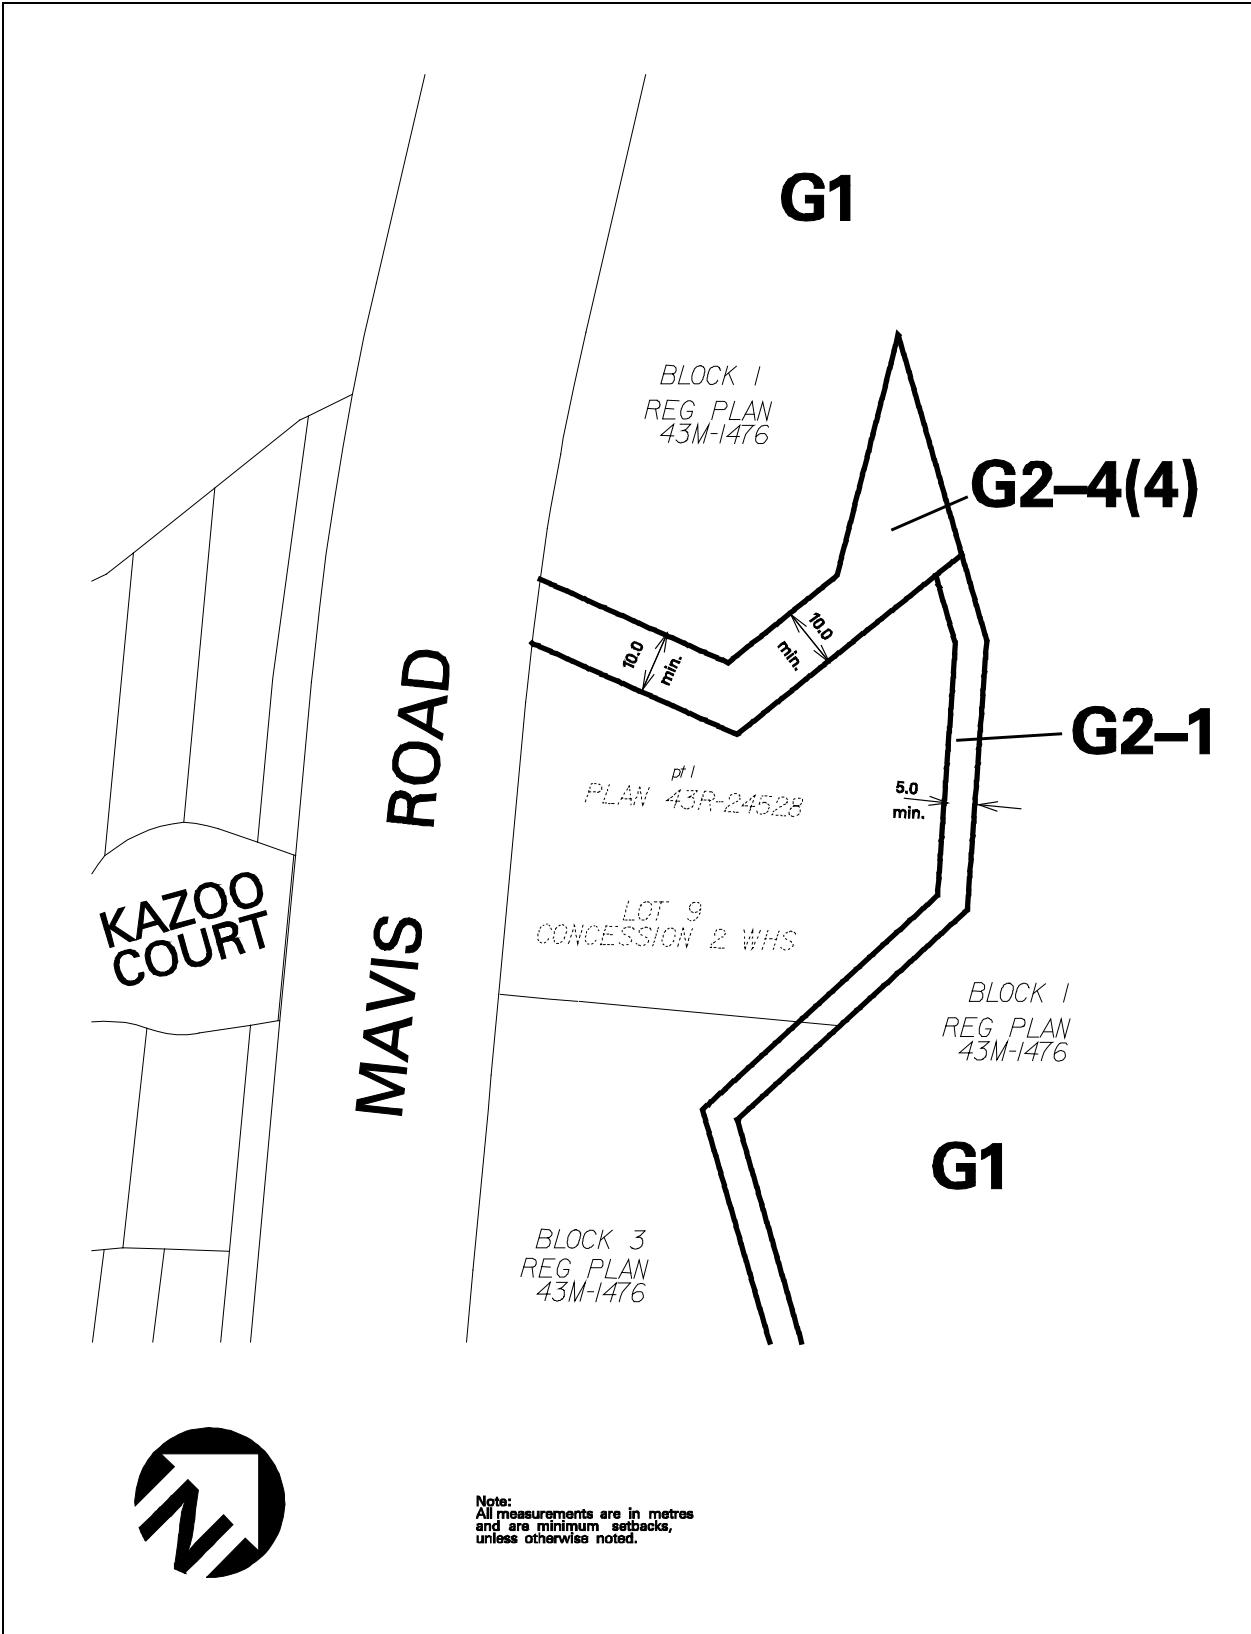 G1
BLOCK 1
REG PLAN
43M-1476
G2-4(4)
10.0
min.
10.0
min.
MAVIS ROAD
G2-1
pt 1
PLAN 43R-24528
5.0
min.
KAZOO
COURT
LOT 9
CONCESSION 2 WHS
BLOCK 1
REG PLAN
43M-1476
G1
BLOCK 3
REG PLAN
43M-1476
N
Note:
All measurements are in metres
and are minimum setbacks,
unless otherwise noted.